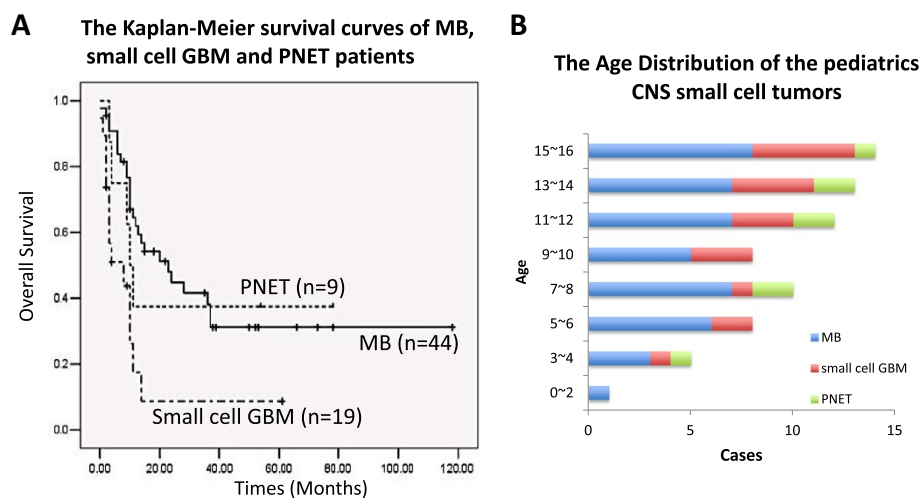 A
The Kaplan-Meier survival curves of MB,
small cell GBM and PNET patients
Overall Survival
1.0
0.8
0.6
0.4
0.2
0.0
PNET (n=9)
MB (n=44)
Small cell GBM (n=19)
0.00 20.00 40.00 60.00 80.00 100.00 120.00
Times (Months)
B
The Age Distribution of the pediatrics
CNS small cell tumors
Age
15~16
13~14
11~12
9~10
7~8
5~6
3~4
0~2
MB
small cell GBM
PNET
0 5 10 15
Cases